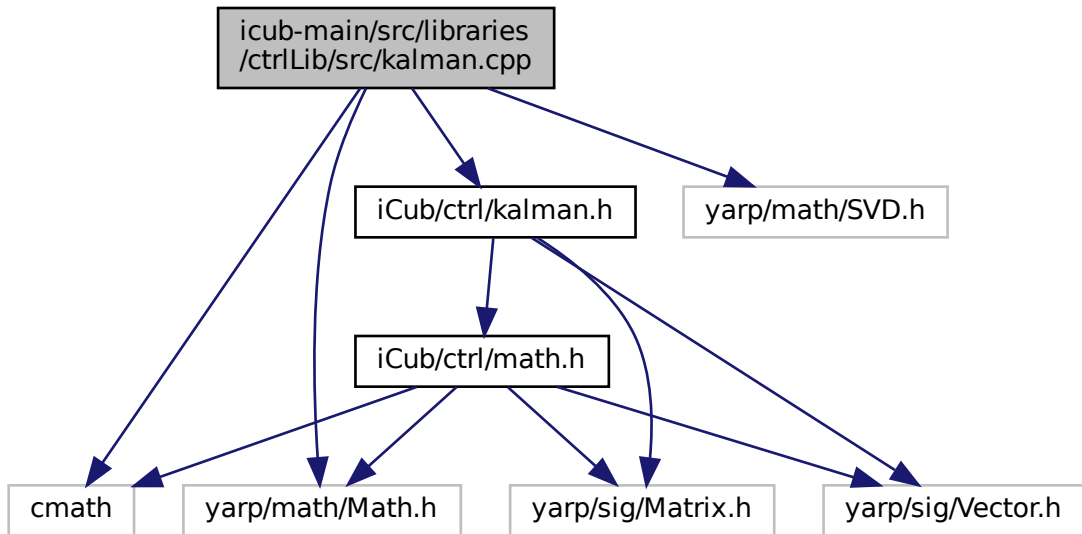 icub-main/src/libraries
/ctrlLib/src/kalman.cpp
iCub/ctrl/kalman.h
yarp/math/SVD.h
iCub/ctrl/math.h
cmath
yarp/math/Math.h
yarp/sig/Matrix.h
yarp/sig/Vector.h